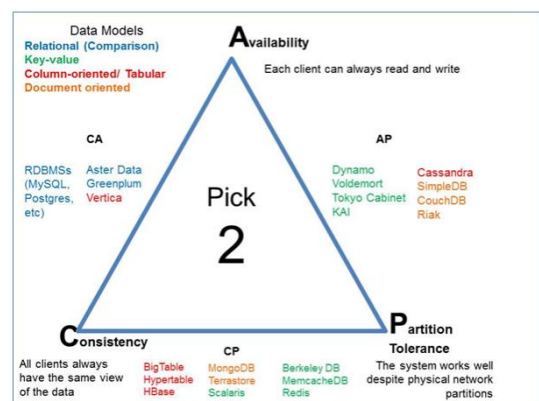 Data Models
Relational (Comparison)
Key-value
Column-oriented/ Tabular
Document oriented
Availability
Each client can always read and write
CA
RDBMSs
(MySQL,
Postgres,
etc)
Aster Data
Greenplum
Vertica
AP
Dynamo
Voldemort
Tokyo Cabinet
KAI
Cassandra
SimpleDB
CouchDB
Riak
Pick
2
Consistency
All clients always
have the same view
of the data
CP
BigTable
Hypertable
HBase
MongoDB
Terrastore
Scalaris
Berkeley DB
MemcacheDB
Redis
Partition
Tolerance
The system works well
despite physical network
partitions